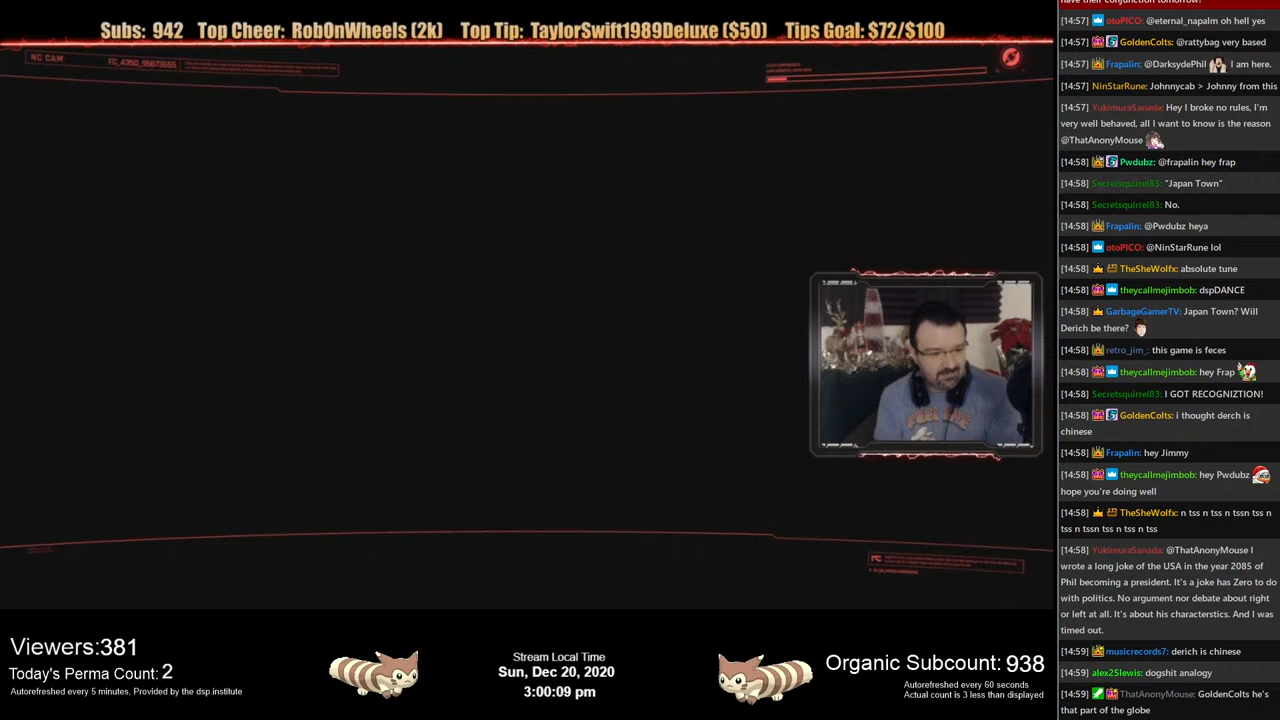 Subs: 942 Top Cheer: RobOnWheels (2k) Top Tip: TaylorSwift1989Deluxe ($50) Tips Goal: $72/$100
NC CAM
FC_4350_95873655
have their conjunction tomorrow?
[14:57] otoPICO: @eternal_napalm oh hell yes
[14:57] GoldenColts: @rattybag very based
[14:57] Frapalin: @DarksydePhil I am here.
[14:57] NinStarRune: Johnnycab > Johnny from this
[14:57] YukimuraSanada: Hey I broke no rules, I'm
very well behaved, all I want to know is the reason
@ThatAnonyMouse
[14:58] Pwdubz: @frapalin hey frap
[14:58] Secretsquirrel83: "Japan Town"
[14:58] Secretsquirrel83: No.
[14:58] Frapalin: @Pwdubz heya
[14:58] otoPICO: @NinStarRune lol
[14:58] TheSheWolfx: absolute tune
[14:58] theycallmejimbob: dspDANCE
[14:58] GarbageGamerTV: Japan Town? Will
Derich be there?
[14:58] retro_jim_: this game is feces
[14:58] theycallmejimbob: hey Frap
[14:58] Secretsquirrel83: I GOT RECOGNIZTION!
[14:58] GoldenColts: i thought derch is
chinese
[14:58] Frapalin: hey Jimmy
[14:58] theycallmejimbob: hey Pwdubz
hope you're doing well
[14:58] TheSheWolfx: n tss n tss n tssn tss n
tss n tssn tss n tss n tss
[14:58] YukimuraSanada: @ThatAnonyMouse I
wrote a long joke of the USA in the year 2085 of
Phil becoming a president. It's a joke has Zero to do
with politics. No argument nor debate about right
or left at all. It's about his characterstics. And I was
timed out.
[14:59] musicrecords7: derich is chinese
[14:59] alex25lewis: dogshit analogy
[14:59] ThatAnonyMouse: GoldenColts he's
that part of the globe
Viewers:381
Today's Perma Count: 2
Autorefreshed every 5 minutes, Provided by the dsp institute
Stream Local Time
Sun, Dec 20, 2020
3:00:09 pm
Organic Subcount: 938
Autorefreshed every 60 seconds
Actual count is 3 less than displayed